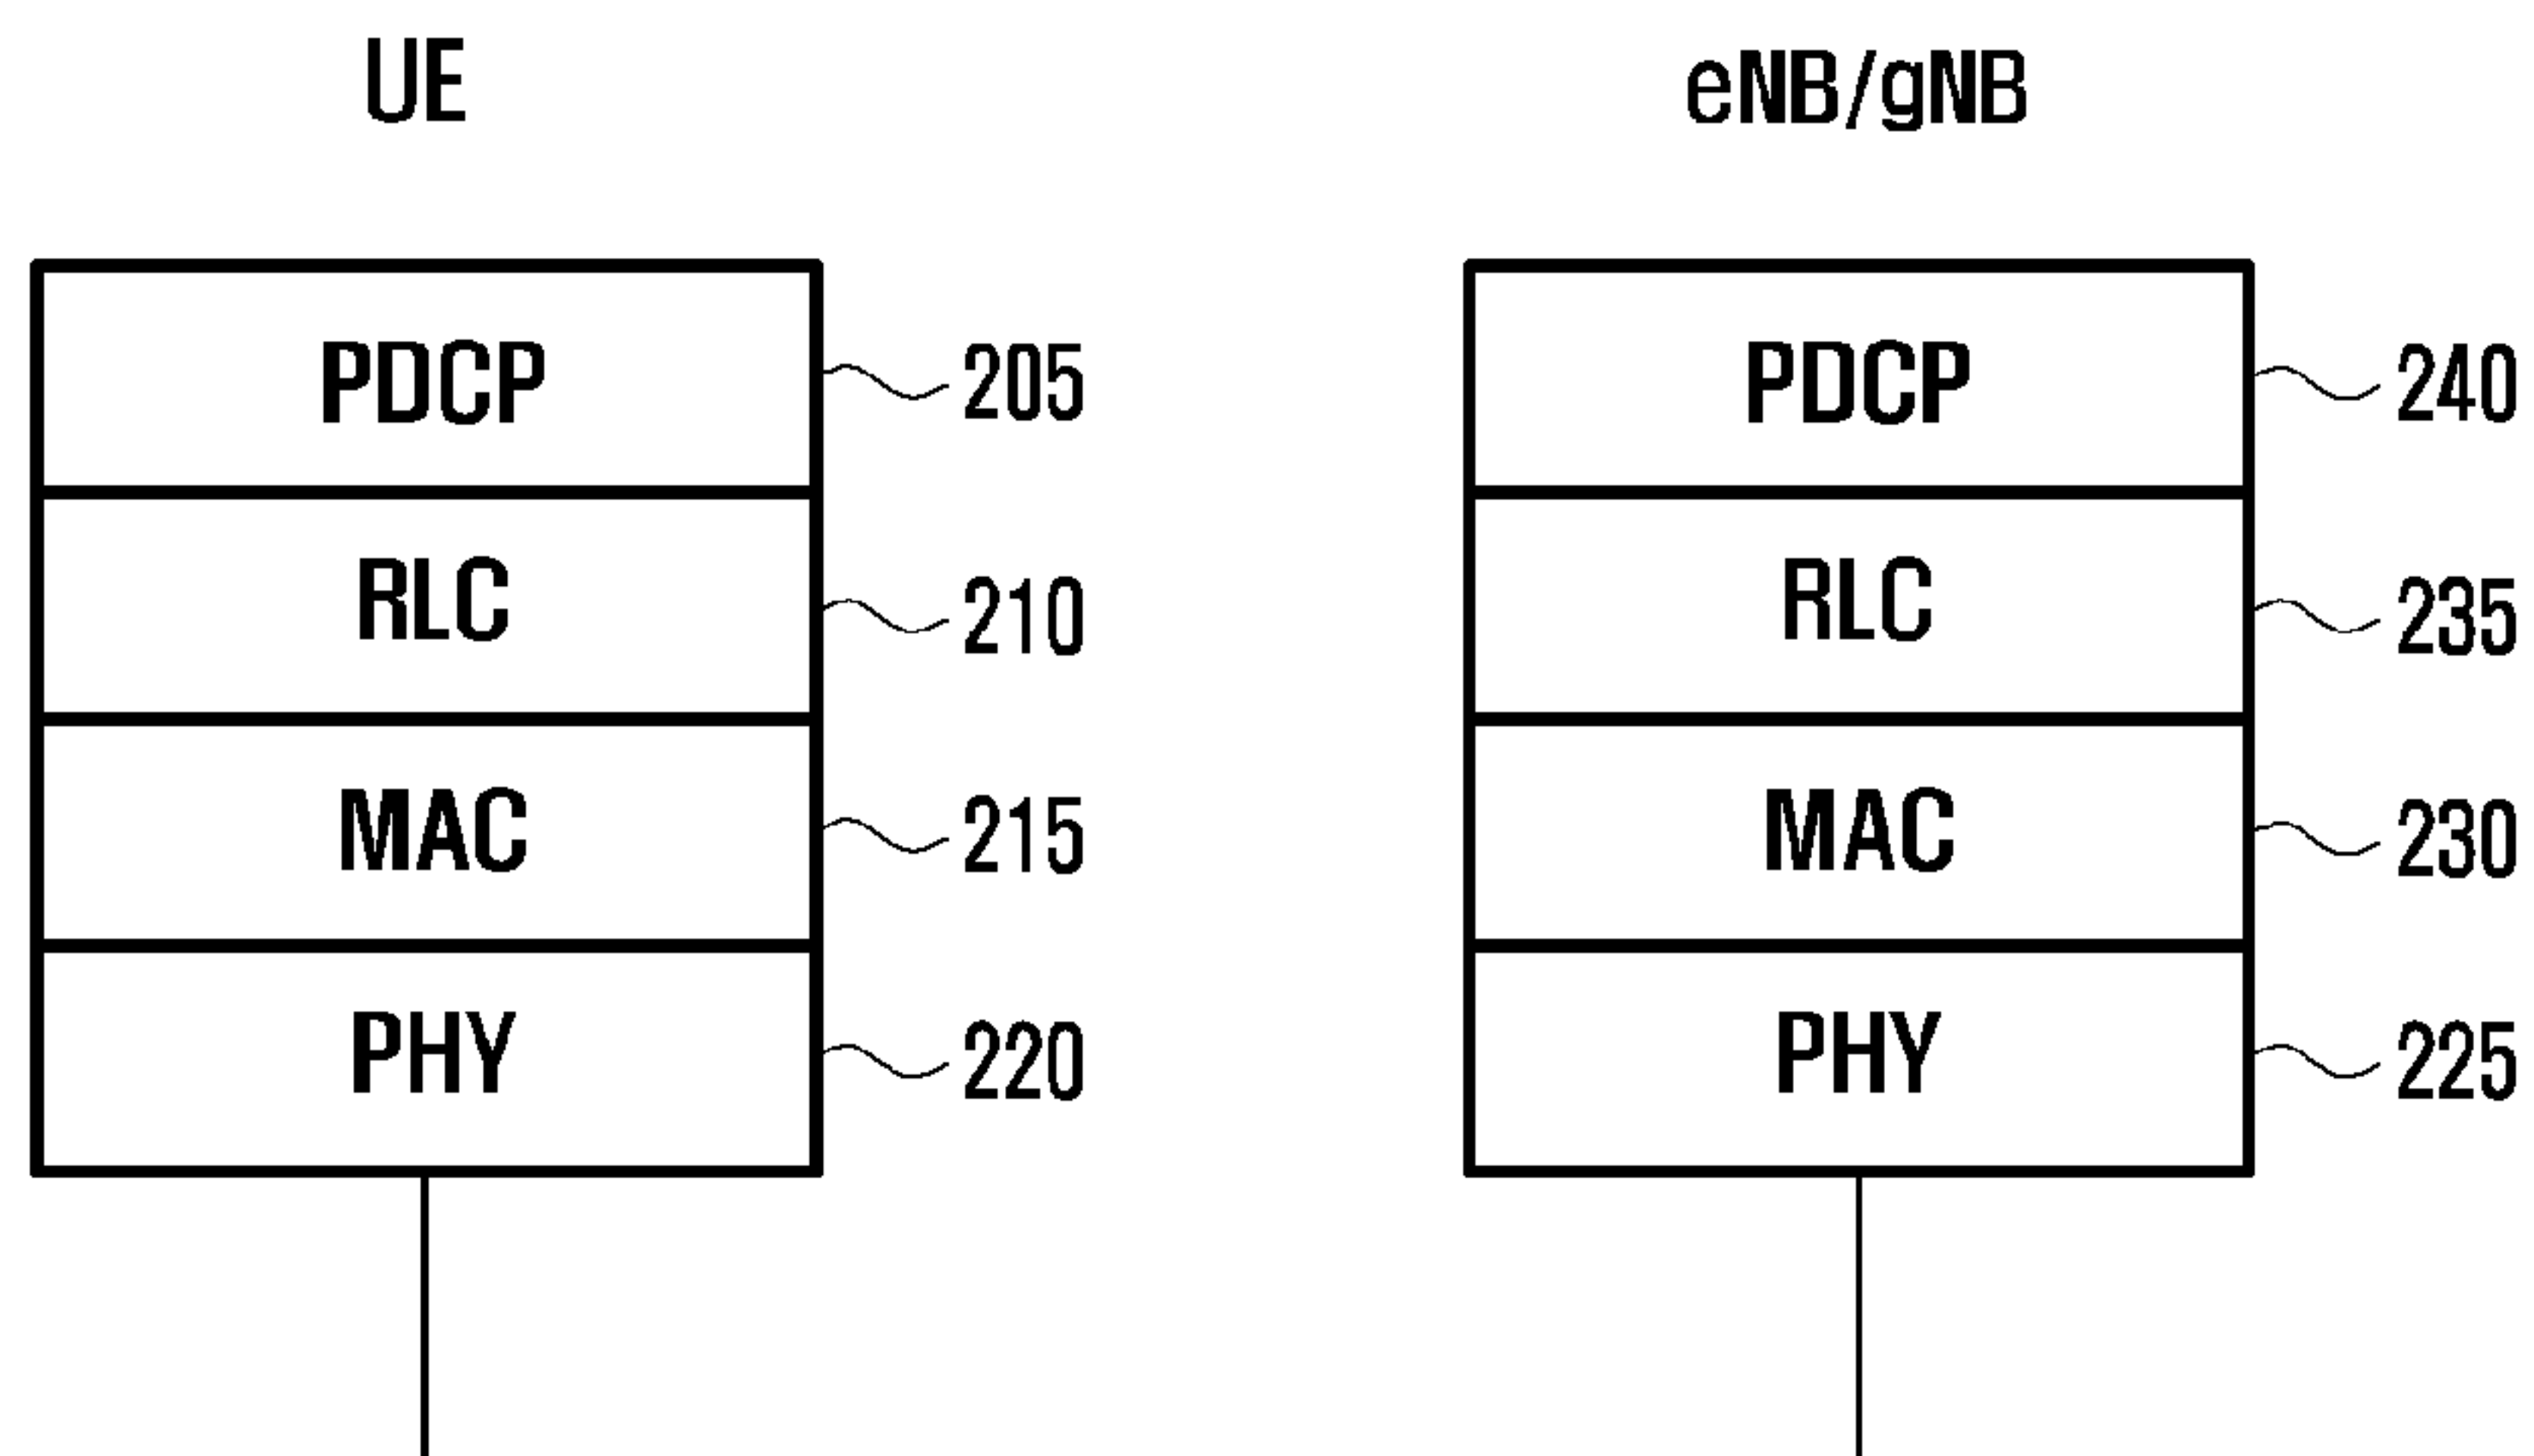 UE
eNB/gNB
PDCP 205
PDCP 240
RLC 210
RLC 235
MAC 215
MAC 230
PHY 220
PHY 225